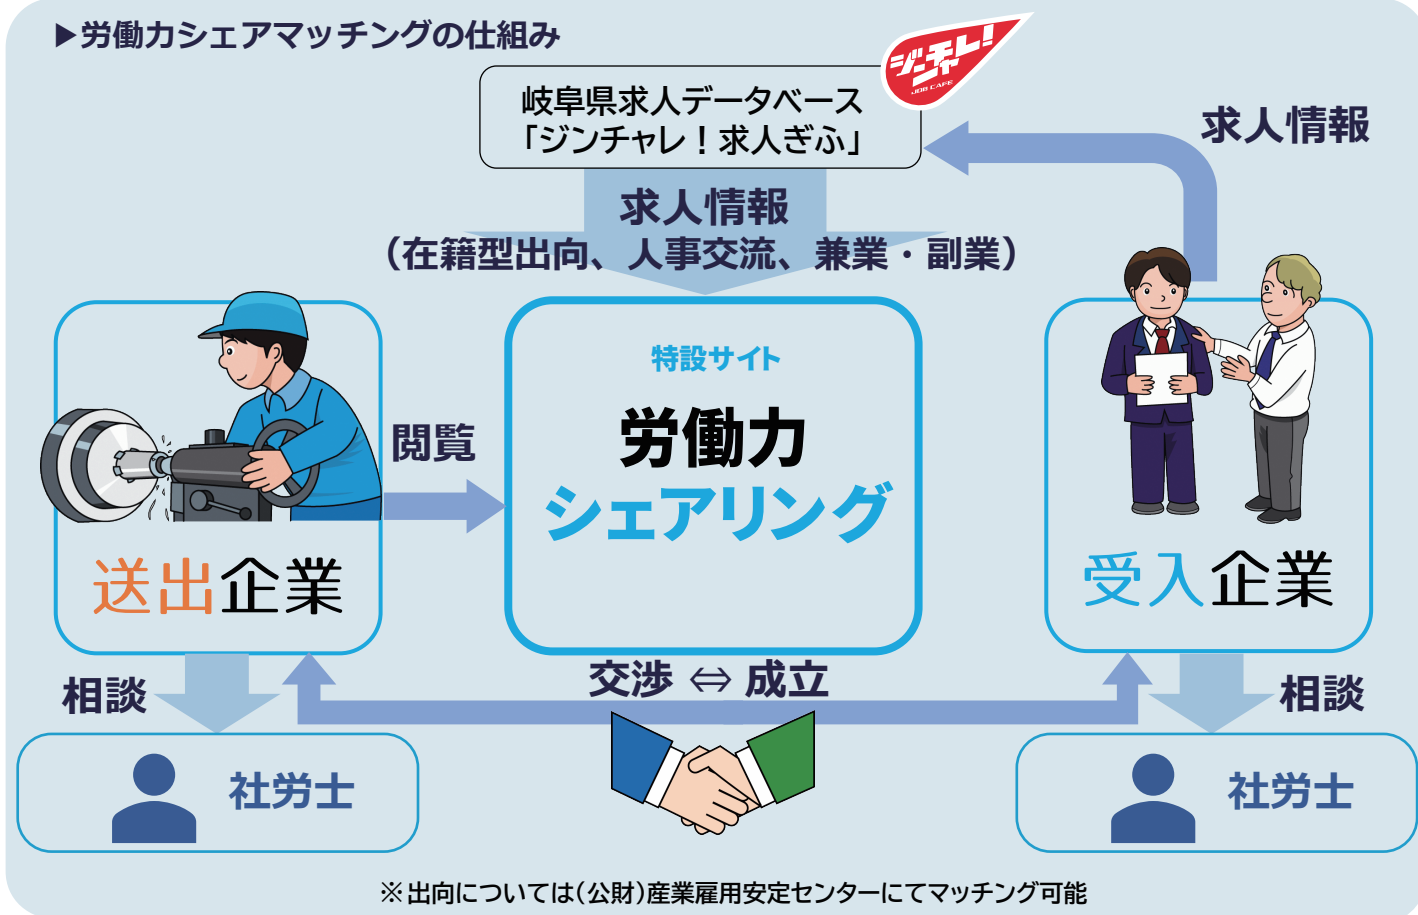 ▶労働力シェアマッチングの仕組み
ジンチャレ!
JOB CAFE
岐阜県求人データベース
「ジンチャレ！求人ぎふ」
求人情報
求人情報
（在籍型出向、人事交流、兼業・副業）
特設サイト
労働力
シェアリング
閲覧
送出企業
受入企業
交渉 ⇔ 成立
相談
相談
社労士
社労士
※出向については（公財）産業雇用安定センターにてマッチング可能